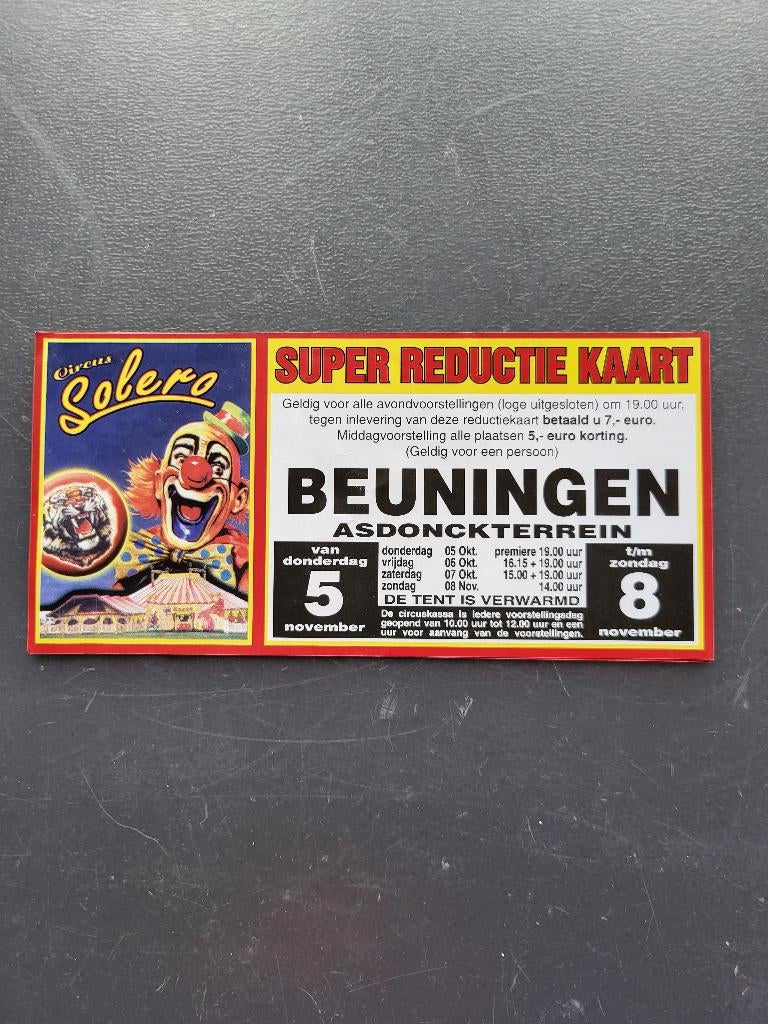 Circus
Solero
SUPER REDUCTIE KAART
Geldig voor alle avondvoorstellingen (loge uitgesloten) om 19.00 uur,
tegen inlevering van deze reductiekaart betaald u 7,- euro.
Middagvoorstelling alle plaatsen 5,- euro korting.
(Geldig voor een persoon)
BEUNINGEN
ASDONCKTERREIN
van
donderdag
5
november
donderdag 05 Okt. premiere 19.00 uur
vrijdag 06 Okt. 16.15 + 19.00 uur
zaterdag 07 Okt. 15.00 + 19.00 uur
zondag 08 Nov. 14.00 uur
DE TENT IS VERWARMD
De circuskassa is iedere voorstellingsdag
geopend van 10.00 uur tot 12.00 uur en een
uur voor aanvang van de voorstellingen.
t/m
zondag
8
november